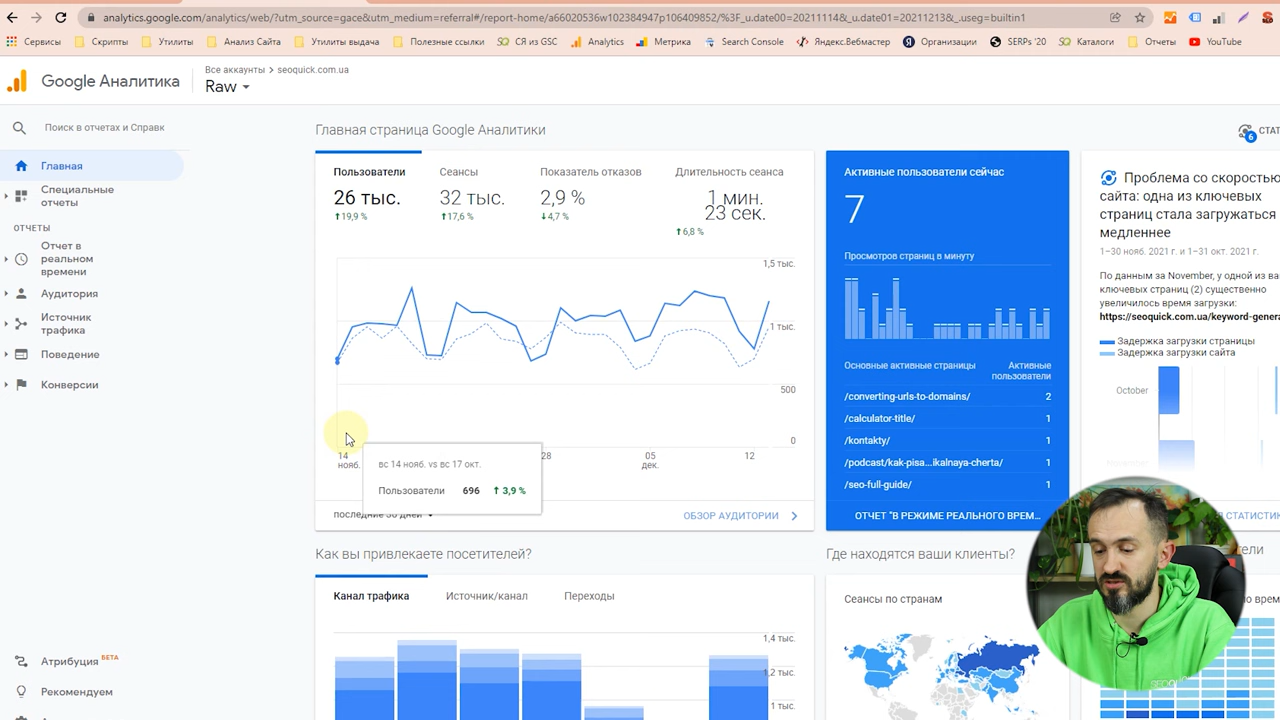 analytics.google.com/analytics/web/?utm_source=gace&utm_medium=referral#/report-home/a66020536w102384947p106409852/%3F_u.date00=20211114&_u.date01=20211213&_.useg=builtin1
Сервисы Скрипты Утилиты Анализ Сайта Утилиты выдача Полезные ссылки СЯ из GSC Analytics Метрика Search Console Яндекс.Вебмастер Организации SERPs '20 Каталоги Отчеты YouTube
Google Аналитика
Все аккаунты > seoquick.com.ua
Raw
Поиск в отчетах и Справк
Главная
Специальные
отчеты
ОТЧЕТЫ
Отчет в
реальном
времени
Аудитория
Источник
трафика
Поведение
Конверсии
Атрибуция БЕТА
Рекомендуем
Главная страница Google Аналитики
6
СТАТ
Пользователи
26 тыс.
19,9 %
Сеансы
32 тыс.
17,6 %
Показатель отказов
2,9 %
4,7 %
Длительность сеанса
1 мин.
23 сек.
6,8 %
1,5 тыс.
1 тыс.
500
0
14
нояб.
28
05
дек.
12
вс 14 нояб. vs вс 17 окт.
Пользователи 696 3,9 %
последние 30 дней
ОБЗОР АУДИТОРИИ
Активные пользователи сейчас
7
Просмотров страниц в минуту
Основные активные страницы
Активные
пользователи
/converting-urls-to-domains/ 2
/calculator-title/ 1
/kontakty/ 1
/podcast/kak-pisa...ikalnaya-cherta/ 1
/seo-full-guide/ 1
ОТЧЕТ "В РЕЖИМЕ РЕАЛЬНОГО ВРЕМ...
Проблема со скоростью
сайта: одна из ключевых
страниц стала загружаться
медленнее
1–30 нояб. 2021 г. и 1–31 окт. 2021 г.
По данным за November, у одной из ва
ключевых страниц (2) существенно
увеличилось время загрузки:
https://seoquick.com.ua/keyword-genera
Задержка загрузки страницы
Задержка загрузки сайта
October
November
СТАТИСТИК
Как вы привлекаете посетителей?
Канал трафика
Источник/канал
Переходы
1,4 тыс.
1,2 тыс.
1 тыс.
Где находятся ваши клиенты?
Сеансы по странам